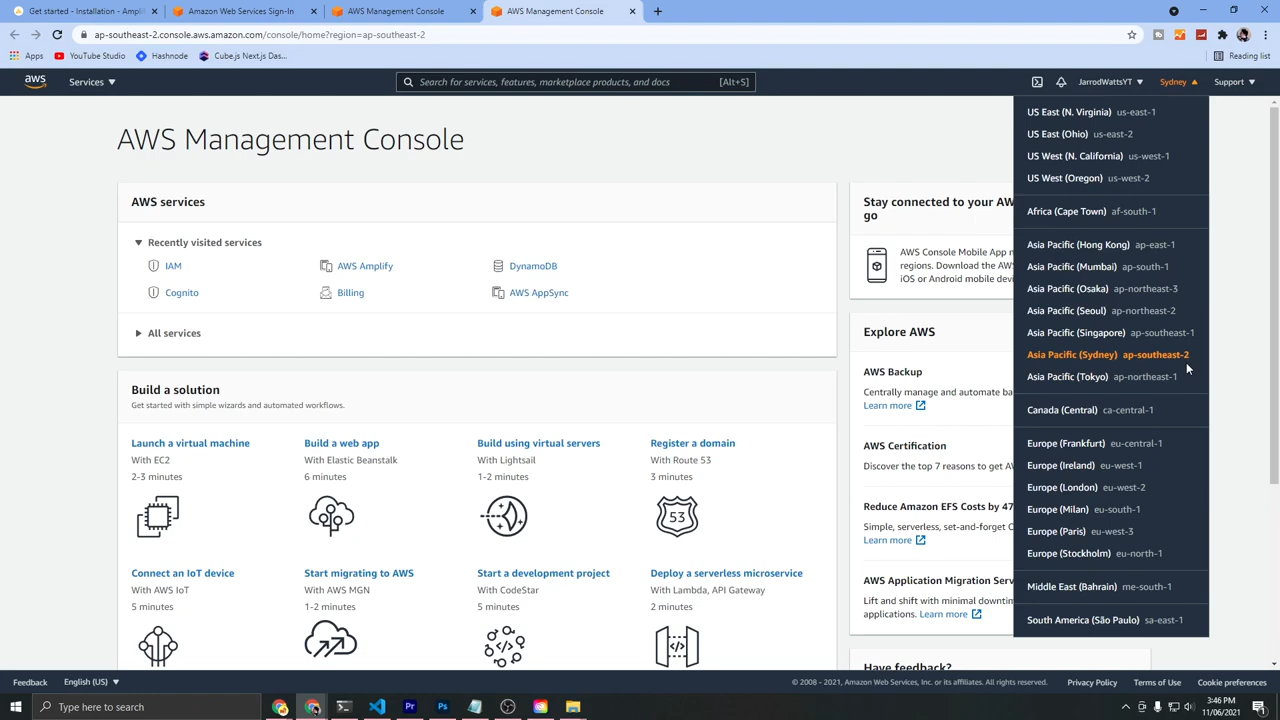 Get started - Installation - Ampli
Amazon Web Services Sign-In
AWS Management Console
AWS Management Console
ap-southeast-2.console.aws.amazon.com/console/home?region=ap-southeast-2
Apps
YouTube Studio
Hashnode
Cube.js Next.js Das...
Reading list
aws
Services
Search for services, features, marketplace products, and docs
[Alt+S]
JarrodWattsYT
Sydney
Support
AWS Management Console
AWS services
Recently visited services
IAM
AWS Amplify
DynamoDB
Cognito
Billing
AWS AppSync
All services
Build a solution
Get started with simple wizards and automated workflows.
Launch a virtual machine
With EC2
2-3 minutes
Build a web app
With Elastic Beanstalk
6 minutes
Build using virtual servers
With Lightsail
1-2 minutes
Register a domain
With Route 53
3 minutes
53
Connect an IoT device
With AWS IoT
5 minutes
Start migrating to AWS
With AWS MGN
1-2 minutes
Start a development project
With CodeStar
5 minutes
Deploy a serverless microservice
With Lambda, API Gateway
2 minutes
Stay connected to your AW
go
AWS Console Mobile App n
regions. Download the AWS
iOS or Android mobile devi
Explore AWS
AWS Backup
Centrally manage and automate ba
Learn more
AWS Certification
Discover the top 7 reasons to get AW
Reduce Amazon EFS Costs by 47
Simple, serverless, set-and-forget C
Learn more
AWS Application Migration Serv
Lift and shift with minimal downtim
applications. Learn more
Have feedback?
US East (N. Virginia) us-east-1
US East (Ohio) us-east-2
US West (N. California) us-west-1
US West (Oregon) us-west-2
Africa (Cape Town) af-south-1
Asia Pacific (Hong Kong) ap-east-1
Asia Pacific (Mumbai) ap-south-1
Asia Pacific (Osaka) ap-northeast-3
Asia Pacific (Seoul) ap-northeast-2
Asia Pacific (Singapore) ap-southeast-1
Asia Pacific (Sydney) ap-southeast-2
Asia Pacific (Tokyo) ap-northeast-1
Canada (Central) ca-central-1
Europe (Frankfurt) eu-central-1
Europe (Ireland) eu-west-1
Europe (London) eu-west-2
Europe (Milan) eu-south-1
Europe (Paris) eu-west-3
Europe (Stockholm) eu-north-1
Middle East (Bahrain) me-south-1
South America (São Paulo) sa-east-1
Feedback
English (US)
© 2008 - 2021, Amazon Web Services, Inc. or its affiliates. All rights reserved.
Privacy Policy
Terms of Use
Cookie preferences
Type here to search
Pr
Ps
3:46 PM
11/06/2021